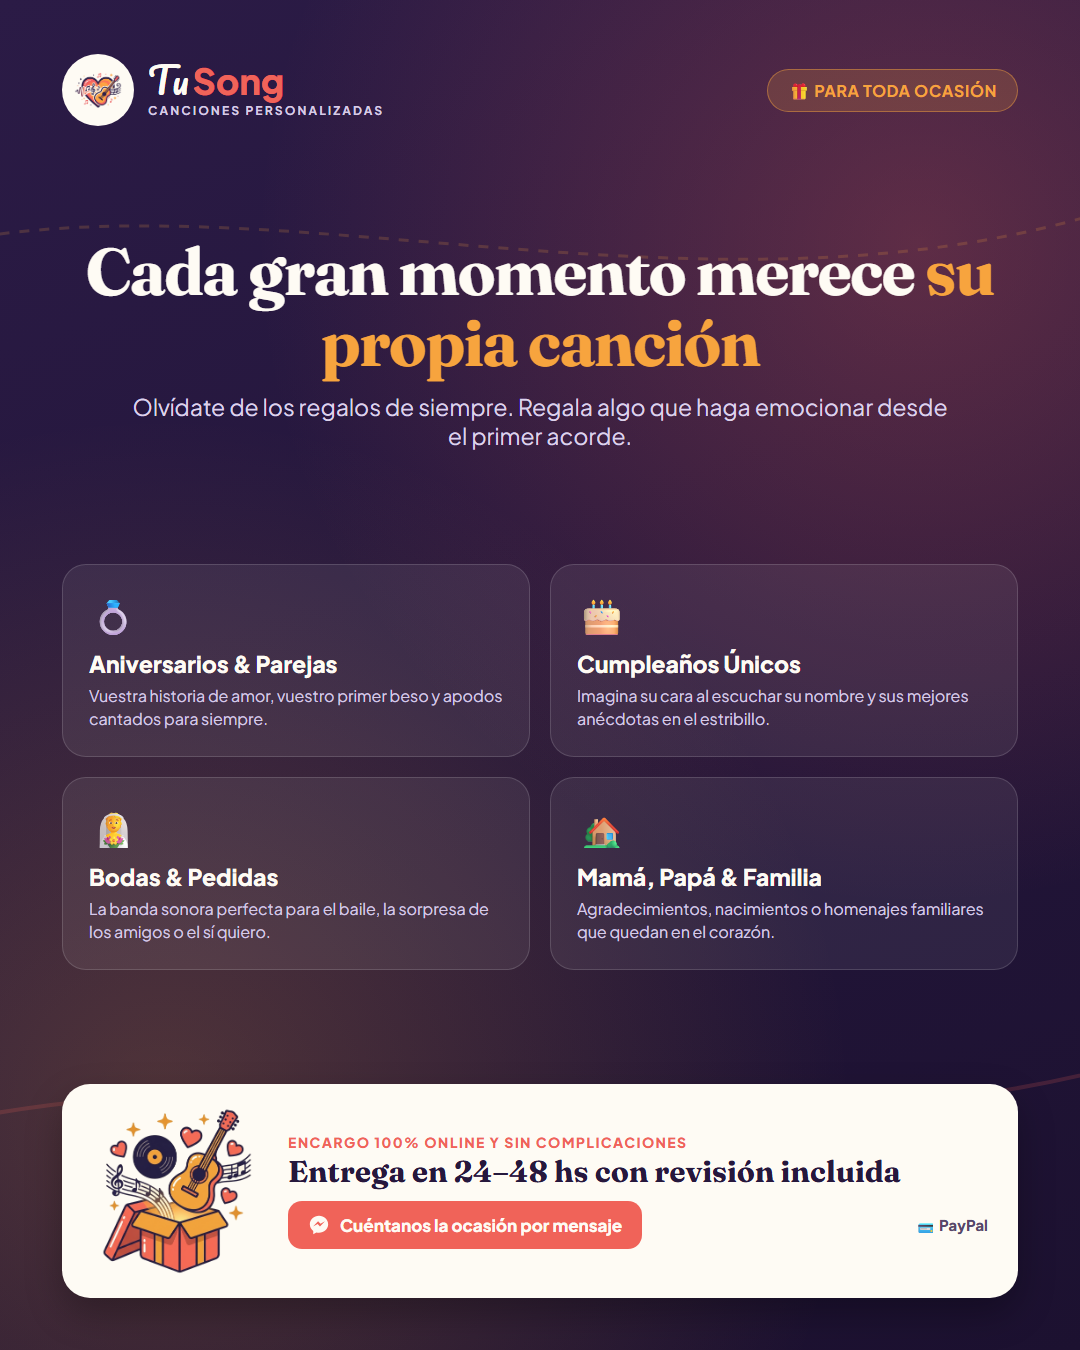 Tu Song
CANCIONES PERSONALIZADAS
PARA TODA OCASIÓN
Cada gran momento merece su
propia canción
Olvídate de los regalos de siempre. Regala algo que haga emocionar desde
el primer acorde.
Aniversarios & Parejas
Vuestra historia de amor, vuestro primer beso y apodos
cantados para siempre.
Cumpleaños Únicos
Imagina su cara al escuchar su nombre y sus mejores
anécdotas en el estribillo.
Bodas & Pedidas
La banda sonora perfecta para el baile, la sorpresa de
los amigos o el sí quiero.
Mamá, Papá & Familia
Agradecimientos, nacimientos o homenajes familiares
que quedan en el corazón.
ENCARGO 100% ONLINE Y SIN COMPLICACIONES
Entrega en 24–48 hs con revisión incluida
Cuéntanos la ocasión por mensaje
PayPal